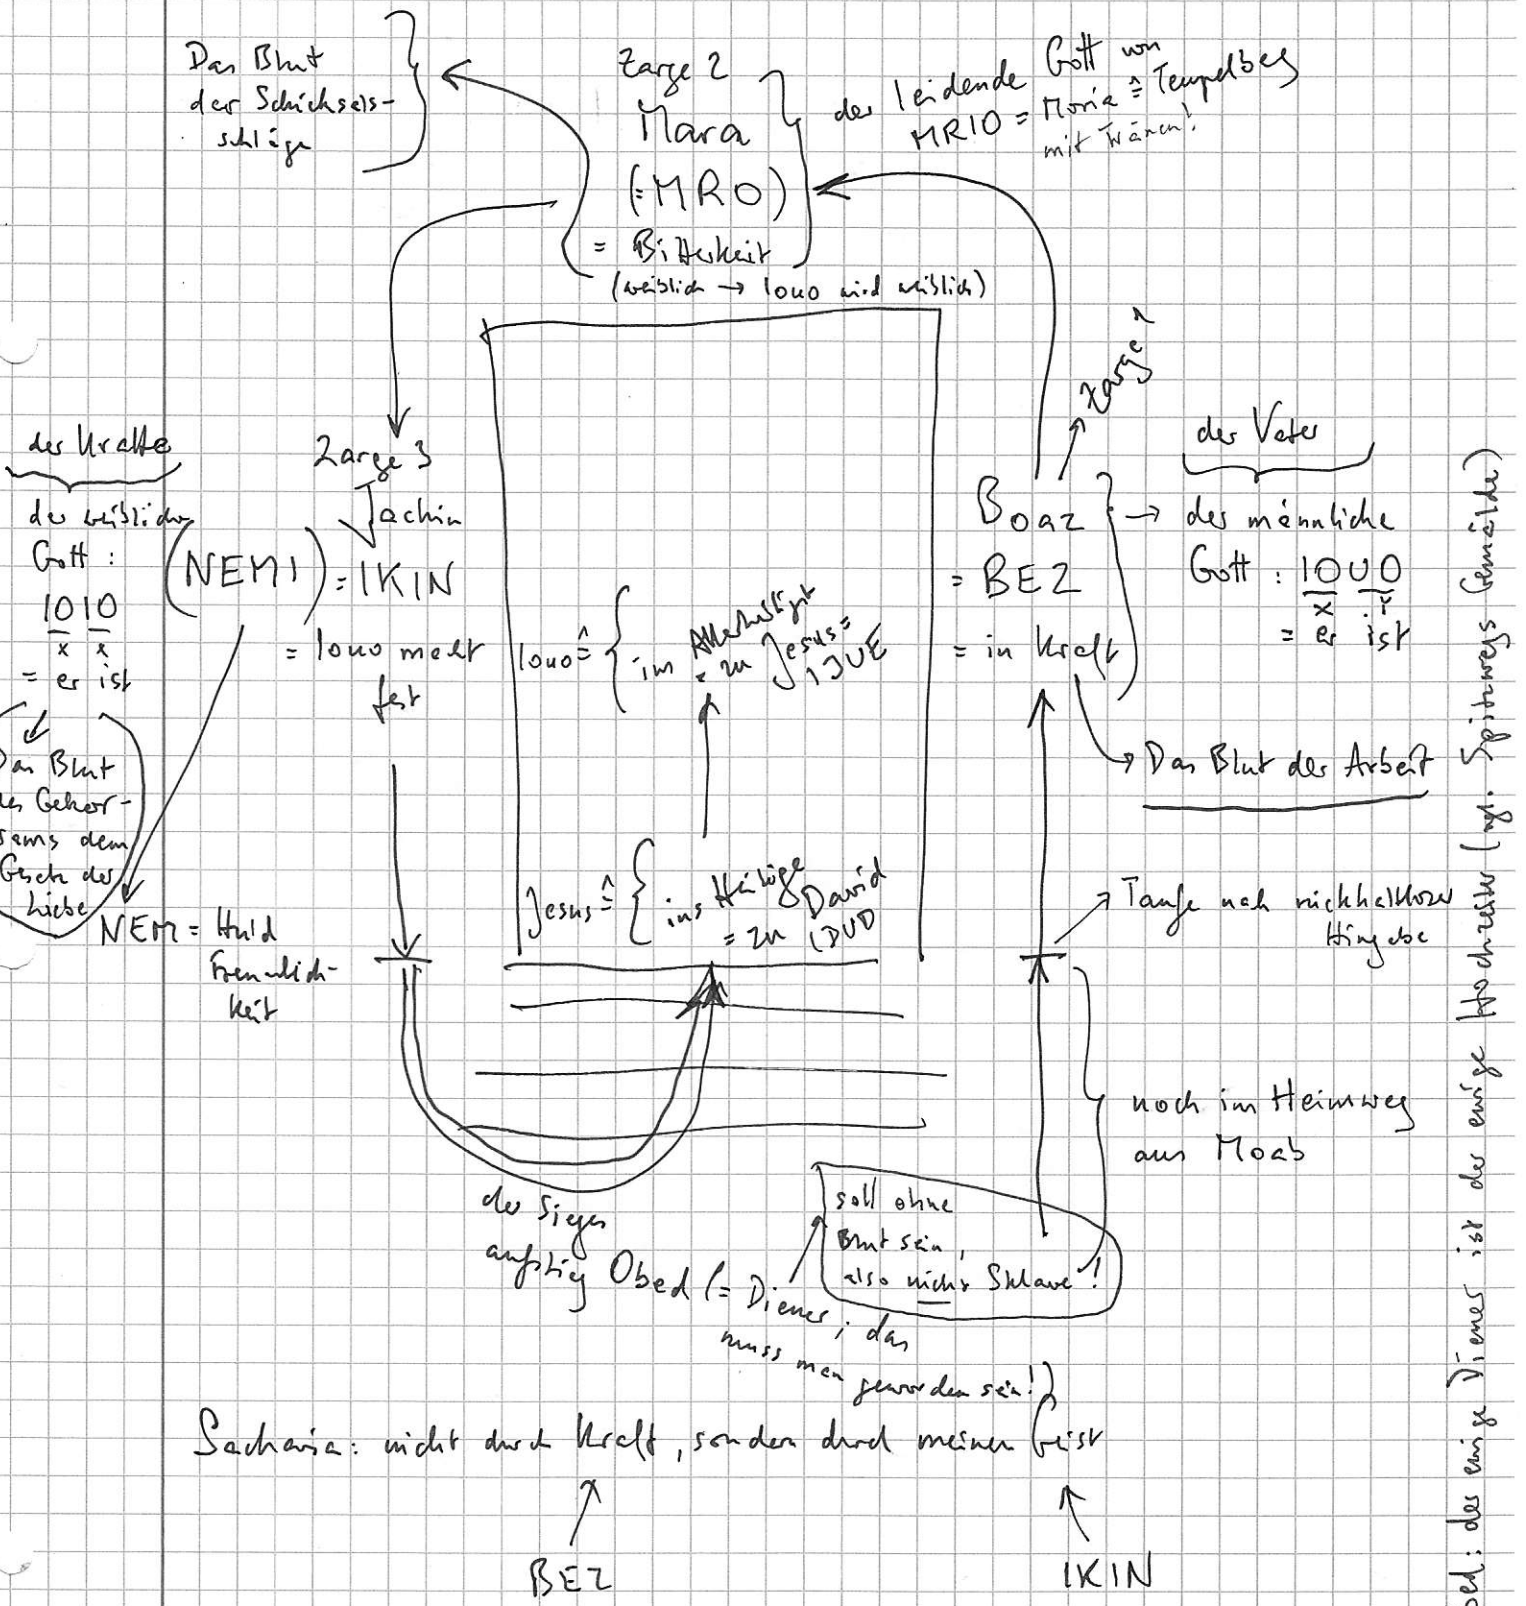 Das Blut
der Schicksals-
schläge
Zarge 2
Mara
(=MRO)
= Bitterkeit
(weiblich → IOUO wird weiblich)
der leidende Gott von
MRIO = Moria ≙ Tempelberg
mit Tränen!
Zarge 1
der Vater
Boaz → der männliche
= BEZ
Gott : IOUO
x y
= er ist
= in Kraft
Das Blut der Arbeit
der Kräfte
der weibliche
Gott :
IOIO
x x
= er ist
Das Blut
des Gehor-
sams dem
Gesetz der
Liebe
Zarge 3
Jachin
(NEMI) = IKIN
= IOUO macht
fest
NEM = Huld
Freundlich-
keit
IOUO ≙
im Allerheiligst
= zu Jesus =
IJUE
Jesus ≙
ins Heilige
= zu David
IDUD
Taufe nach rückhaltloser
Hingabe
noch im Heimweg
aus Moab
der Sieges
aufstieg Obed (= Diener; das
muss man geworden sein!)
soll ohne
Blut sein,
also nicht Sklave!
Sacharia: nicht durch Kraft, sondern durch meinen Geist
BEZ
IKIN
bed: der einzige Diener ist der ewige Hochzeiter (vgl. Spitzwegs Gemälde)